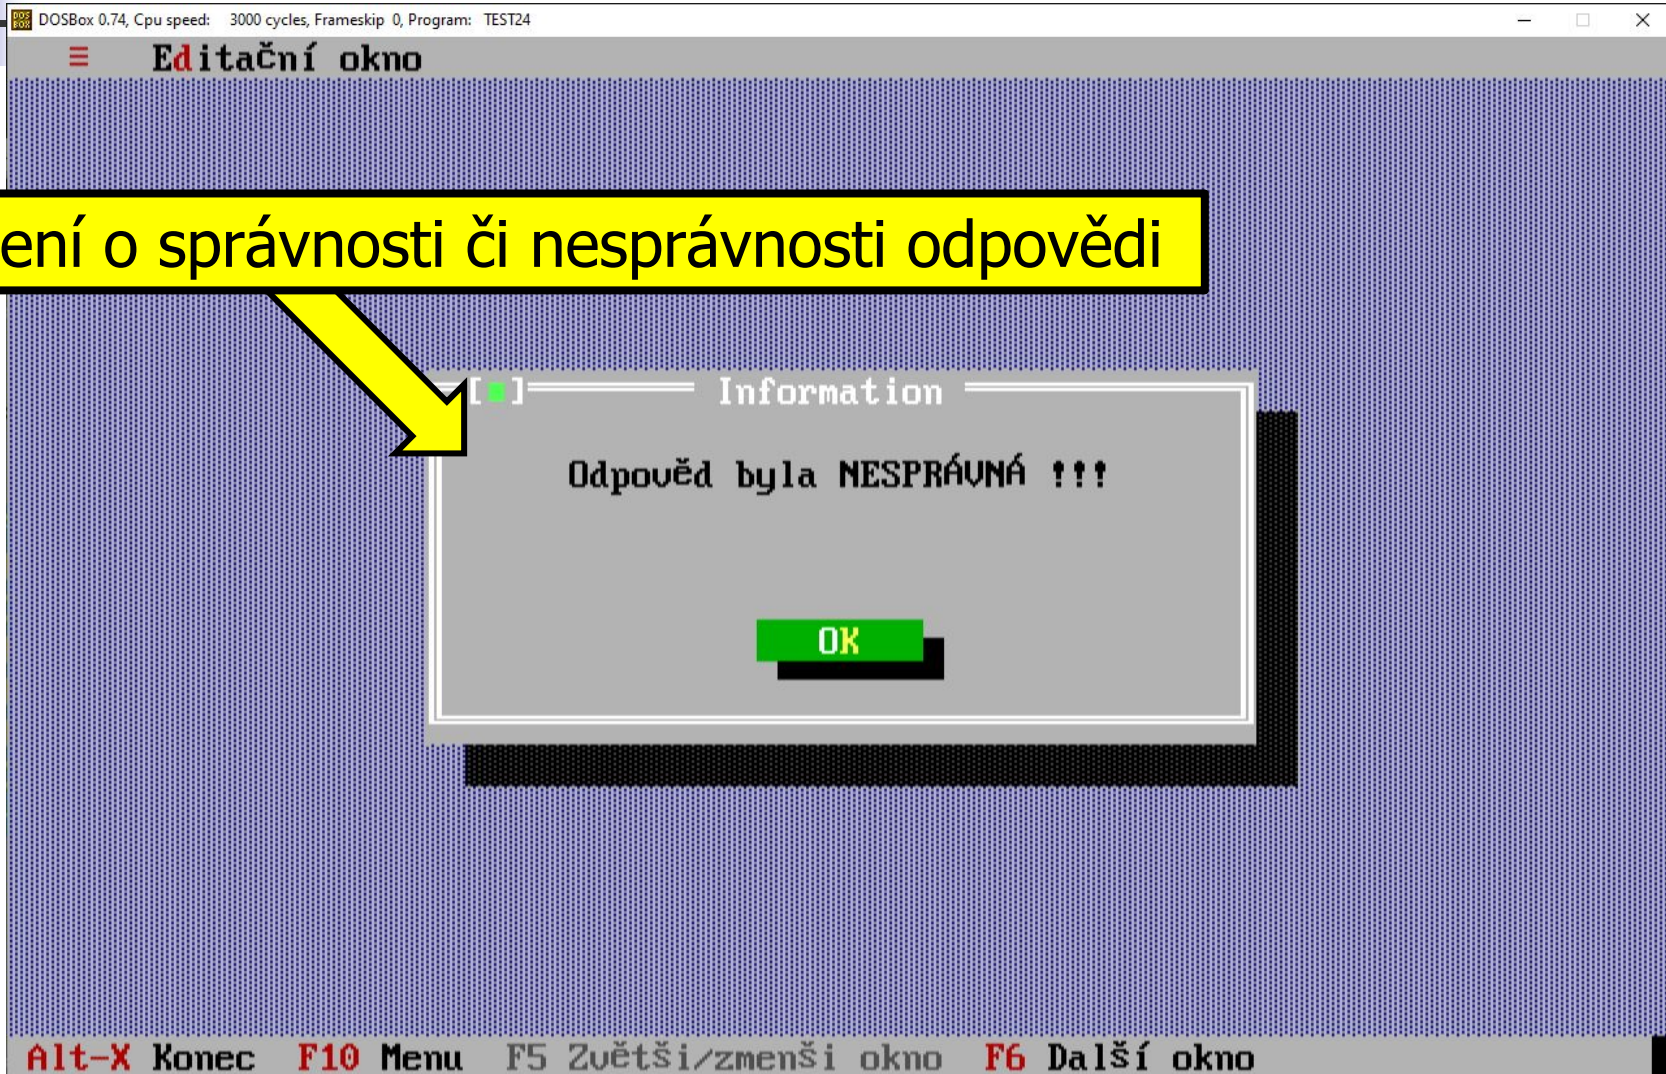 DOSBox 0.74, Cpu speed: 3000 cycles, Frameskip 0, Program: TEST24
≡ Editační okno
ení o správnosti či nesprávnosti odpovědi
[■] Information
Odpověd byla NESPRÁVNÁ !!!
OK
Alt-X Konec F10 Menu F5 Zvětši/zmenši okno F6 Další okno